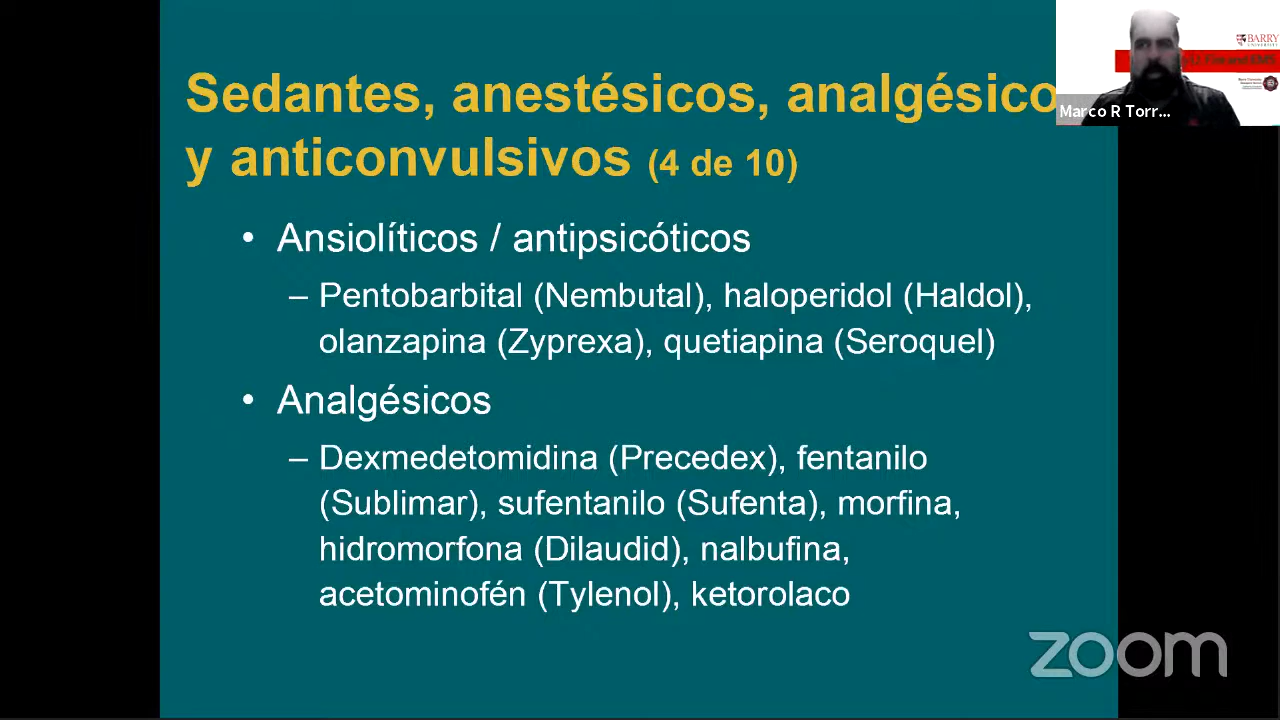 Sedantes, anestésicos, analgésico
y anticonvulsivos (4 de 10)
• Ansiolíticos / antipsicóticos
– Pentobarbital (Nembutal), haloperidol (Haldol),
olanzapina (Zyprexa), quetiapina (Seroquel)
• Analgésicos
– Dexmedetomidina (Precedex), fentanilo
(Sublimar), sufentanilo (Sufenta), morfina,
hidromorfona (Dilaudid), nalbufina,
acetominofén (Tylenol), ketorolaco
BARRY
Marco R Torr...
zoom